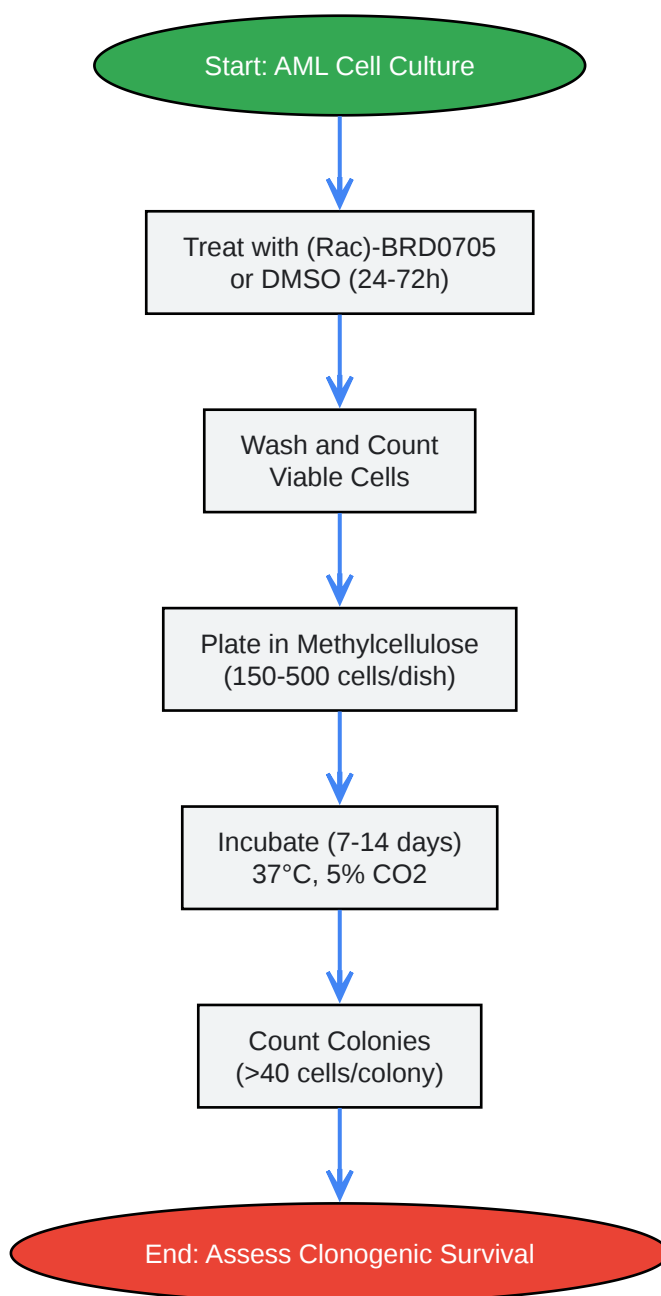 Start: AML Cell Culture
Treat with (Rac)-BRD0705
or DMSO (24-72h)
Wash and Count
Viable Cells
Plate in Methylcellulose
(150-500 cells/dish)
Incubate (7-14 days)
37°C, 5% CO2
Count Colonies
(>40 cells/colony)
End: Assess Clonogenic Survival